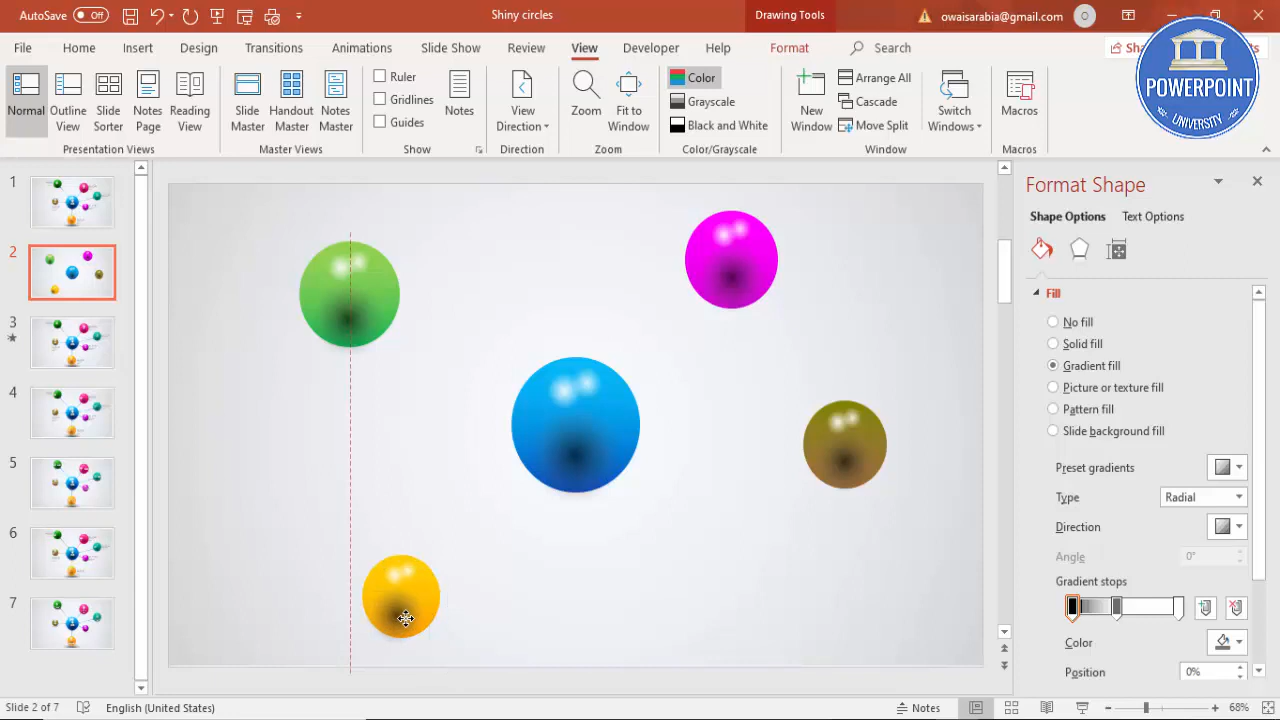 AutoSave Off
Shiny circles
Drawing Tools
owaisarabia@gmail.com
O
File Home Insert Design Transitions Animations Slide Show Review View Developer Help Format Search
Normal
Outline View
Slide Sorter
Notes Page
Reading View
Presentation Views
Slide Master
Handout Master
Notes Master
Master Views
Ruler
Gridlines
Guides
Show
Notes
View Direction
Direction
Zoom
Fit to Window
Zoom
Color
Grayscale
Black and White
Color/Grayscale
New Window
Arrange All
Cascade
Move Split
Switch Windows
Window
Macros
Macros
POWERPOINT
UNIVERSITY
1
2
3
4
5
6
7
Format Shape
Shape Options Text Options
Fill
No fill
Solid fill
Gradient fill
Picture or texture fill
Pattern fill
Slide background fill
Preset gradients
Type Radial
Direction
Angle 0°
Gradient stops
Color
Position 0%
Slide 2 of 7 English (United States) Notes 68%